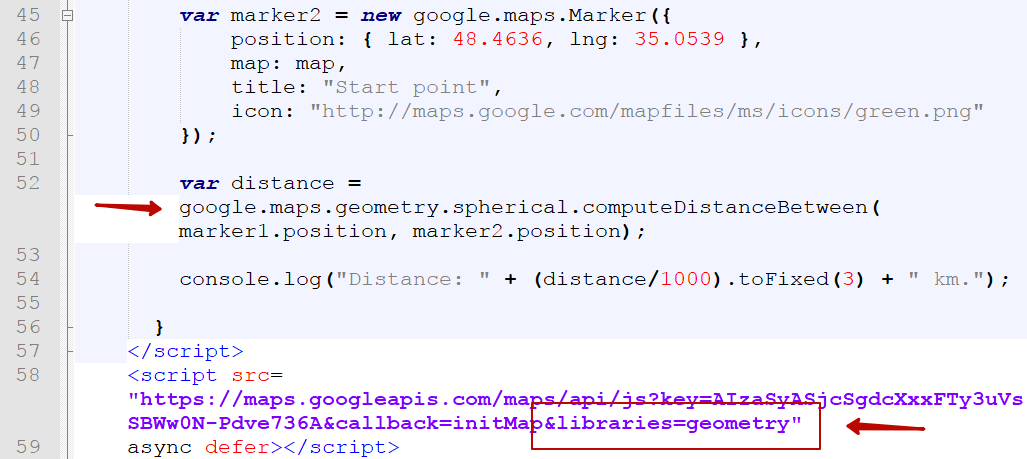 45 var marker2 = new google.maps.Marker({
46 position: { lat: 48.4636, lng: 35.0539 },
47 map: map,
48 title: "Start point",
49 icon: "http://maps.google.com/mapfiles/ms/icons/green.png"
50 });
51
52 var distance =
google.maps.geometry.spherical.computeDistanceBetween(
marker1.position, marker2.position);
53
54 console.log("Distance: " + (distance/1000).toFixed(3) + " km.");
55
56 }
57 </script>
58 <script src=
"https://maps.googleapis.com/maps/api/js?key=AIzaSyASjcSgdcXxxFTy3uVs
SBWw0N-Pdve736A&callback=initMap&libraries=geometry"
59 async defer></script>